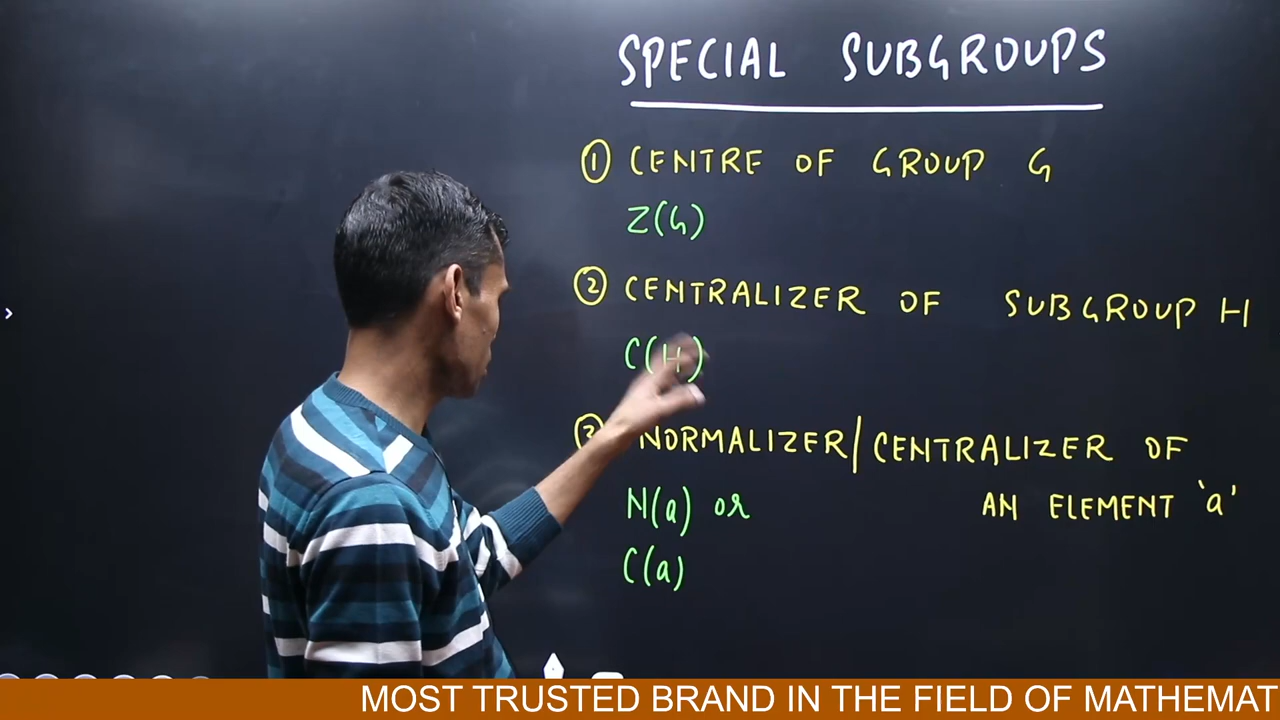 SPECIAL SUBGROUPS
① CENTRE OF GROUP G
Z(G)
② CENTRALIZER OF SUBGROUP H
C(H)
③ NORMALIZER/CENTRALIZER OF
AN ELEMENT 'a'
N(a) or
C(a)
MOST TRUSTED BRAND IN THE FIELD OF MATHEMAT